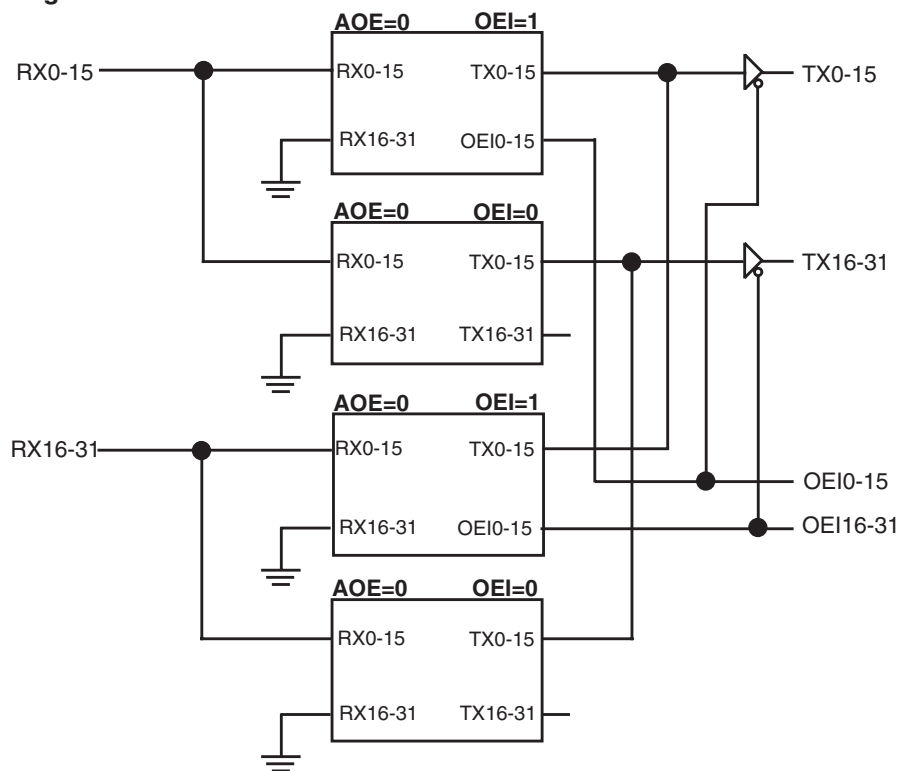 AOE=0 OEI=1
RX0-15 RX0-15 TX0-15 TX0-15
RX16-31 OEI0-15
AOE=0 OEI=0
RX0-15 TX0-15 TX16-31
RX16-31 TX16-31
AOE=0 OEI=1
RX16-31 RX0-15 TX0-15
OEI0-15
RX16-31 OEI0-15 OEI16-31
AOE=0 OEI=0
RX0-15 TX0-15
RX16-31 TX16-31